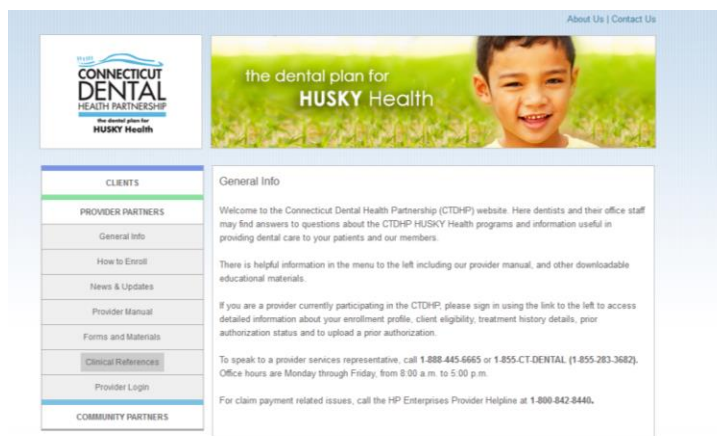 About Us | Contact Us
CONNECTICUT
DENTAL
HEALTH PARTNERSHIP
the dental plan for
HUSKY Health
the dental plan for
HUSKY Health
CLIENTS
PROVIDER PARTNERS
General Info
How to Enroll
News & Updates
Provider Manual
Forms and Materials
Clinical References
Provider Login
COMMUNITY PARTNERS
General Info
Welcome to the Connecticut Dental Health Partnership (CTDHP) website. Here dentists and their office staff
may find answers to questions about the CTDHP HUSKY Health programs and information useful in
providing dental care to your patients and our members.
There is helpful information in the menu to the left including our provider manual, and other downloadable
educational materials.
If you are a provider currently participating in the CTDHP, please sign in using the link to the left to access
detailed information about your enrollment profile, client eligibility, treatment history details, prior
authorization status and to upload a prior authorization.
To speak to a provider services representative, call 1-888-445-6665 or 1-855-CT-DENTAL (1-855-283-3682).
Office hours are Monday through Friday, from 8:00 a.m. to 5:00 p.m.
For claim payment related issues, call the HP Enterprises Provider Helpline at 1-800-842-8440.